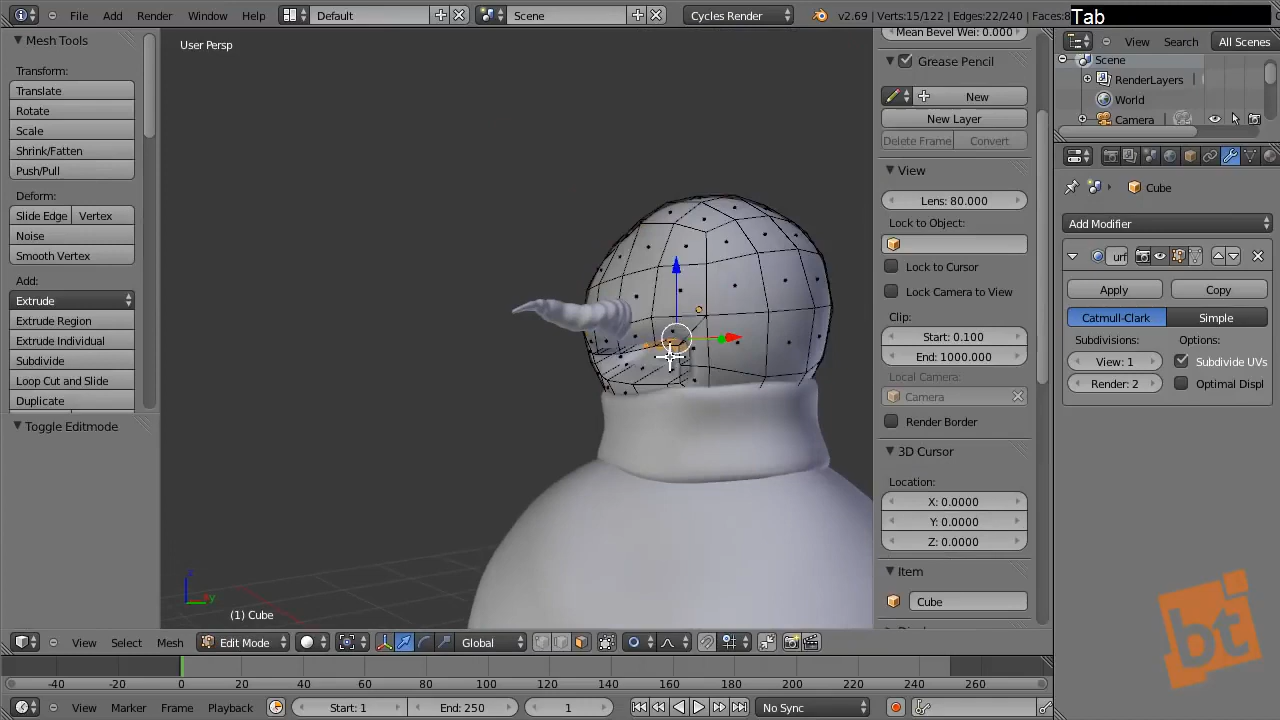 File Add Render Window Help Default Scene Cycles Render v2.69 | Verts:15/122 | Edges:22/240 | Faces:8 Tab
Mesh Tools
Transform:
Translate
Rotate
Scale
Shrink/Fatten
Push/Pull
Deform:
Slide Edge Vertex
Noise
Smooth Vertex
Add:
Extrude
Extrude Region
Extrude Individual
Subdivide
Loop Cut and Slide
Duplicate
Toggle Editmode
User Persp
z
y
(1) Cube
Mean Bevel Wei: 0.000
Grease Pencil
New
New Layer
Delete Frame Convert
View
Lens: 80.000
Lock to Object:
Lock to Cursor
Lock Camera to View
Clip:
Start: 0.100
End: 1000.000
Local Camera:
Camera
Render Border
3D Cursor
Location:
X: 0.0000
Y: 0.0000
Z: 0.0000
Item
Cube
View Search All Scenes
Scene
RenderLayers
World
Camera
Cube
Add Modifier
urf
Apply Copy
Catmull-Clark Simple
Subdivisions: Options:
View: 1 Subdivide UVs
Render: 2 Optimal Displ
bt
View Select Mesh Edit Mode Global
-40 -20 0 20 40 60 80 100 120 140 160 180 200 220 240 260
View Marker Frame Playback Start: 1 End: 250 1 No Sync